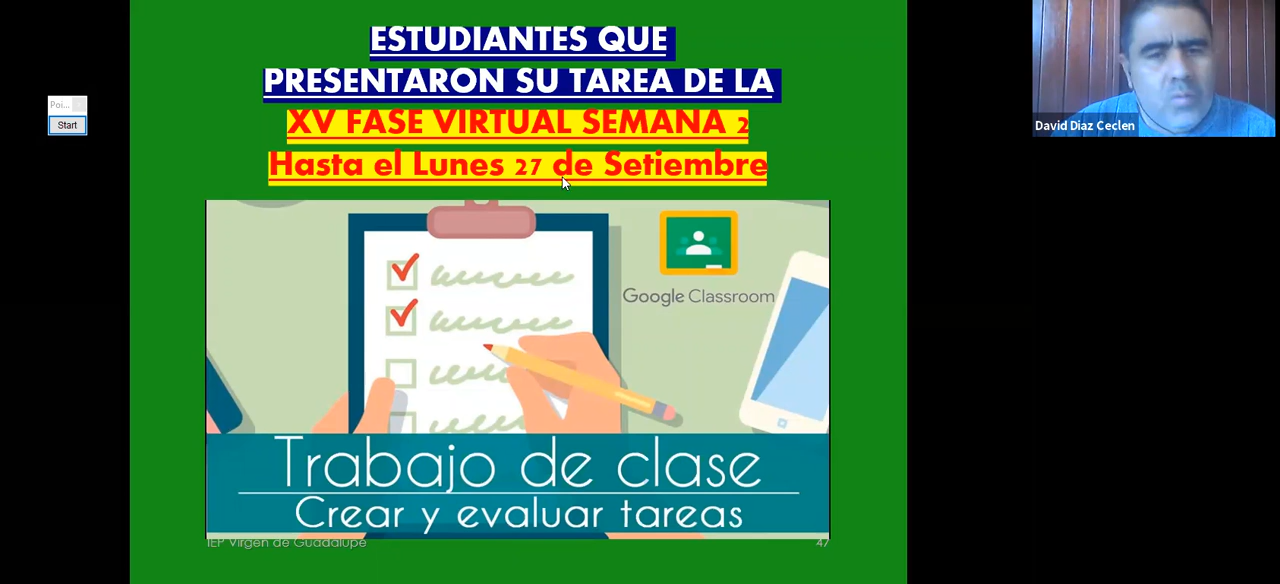 ESTUDIANTES QUE
PRESENTARON SU TAREA DE LA
XV FASE VIRTUAL SEMANA 2
Hasta el Lunes 27 de Setiembre
Poi...
Start
David Diaz Ceclen
Google Classroom
Trabajo de clase
Crear y evaluar tareas
IEP Virgen de Guadalupe
47